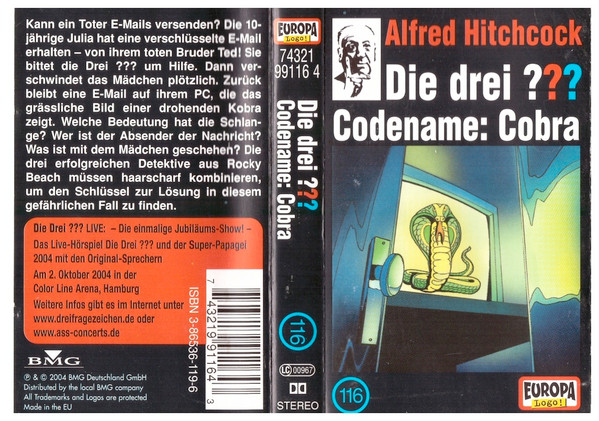 Kann ein Toter E-Mails versenden? Die 10-
jährige Julia hat eine verschlüsselte E-Mail
erhalten – von ihrem toten Bruder Ted! Sie
bittet die Drei ??? um Hilfe. Dann ver-
schwindet das Mädchen plötzlich. Zurück
bleibt eine E-Mail auf ihrem PC, die das
grässliche Bild einer drohenden Kobra
zeigt. Welche Bedeutung hat die Schlan-
ge? Wer ist der Absender der Nachricht?
Was ist mit dem Mädchen geschehen? Die
drei erfolgreichen Detektive aus Rocky
Beach müssen haarscharf kombinieren,
um den Schlüssel zur Lösung in diesem
gefährlichen Fall zu finden.
Die Drei ??? LIVE: – Die einmalige Jubiläums-Show! –
Das Live-Hörspiel Die Drei ??? und der Super-Papagei
2004 mit den Original-Sprechern
Am 2. Oktober 2004 in der
Color Line Arena, Hamburg
Weitere Infos gibt es im Internet unter
www.dreifragezeichen.de oder
www.ass-concerts.de
BMG
℗ & © 2004 BMG Deutschland GmbH
Distributed by the local BMG company
All Trademarks and Logos are protected
Made in the EU
ISBN 3-86536-119-6
7 43219 91164 3
EUROPA
Logo!
74321
99116 4
Die drei ???
Codename: Cobra
116
LC 00967
STEREO
Alfred Hitchcock
Die drei ???
Codename: Cobra
116
EUROPA
Logo!